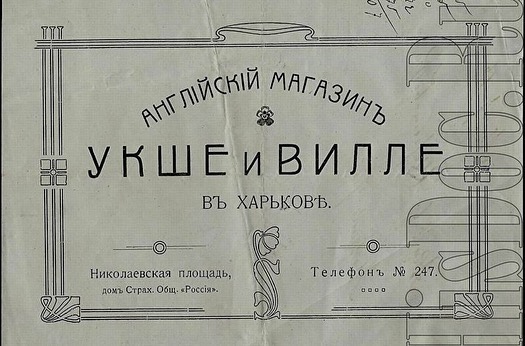 АНГЛІЙСКІЙ МАГАЗИНЪ
УКШЕ И ВИЛЛЕ
ВЪ ХАРЬКОВѢ.
Николаевская площадь,
домъ Страх. Общ. «Россія».
Телефонъ № 247.